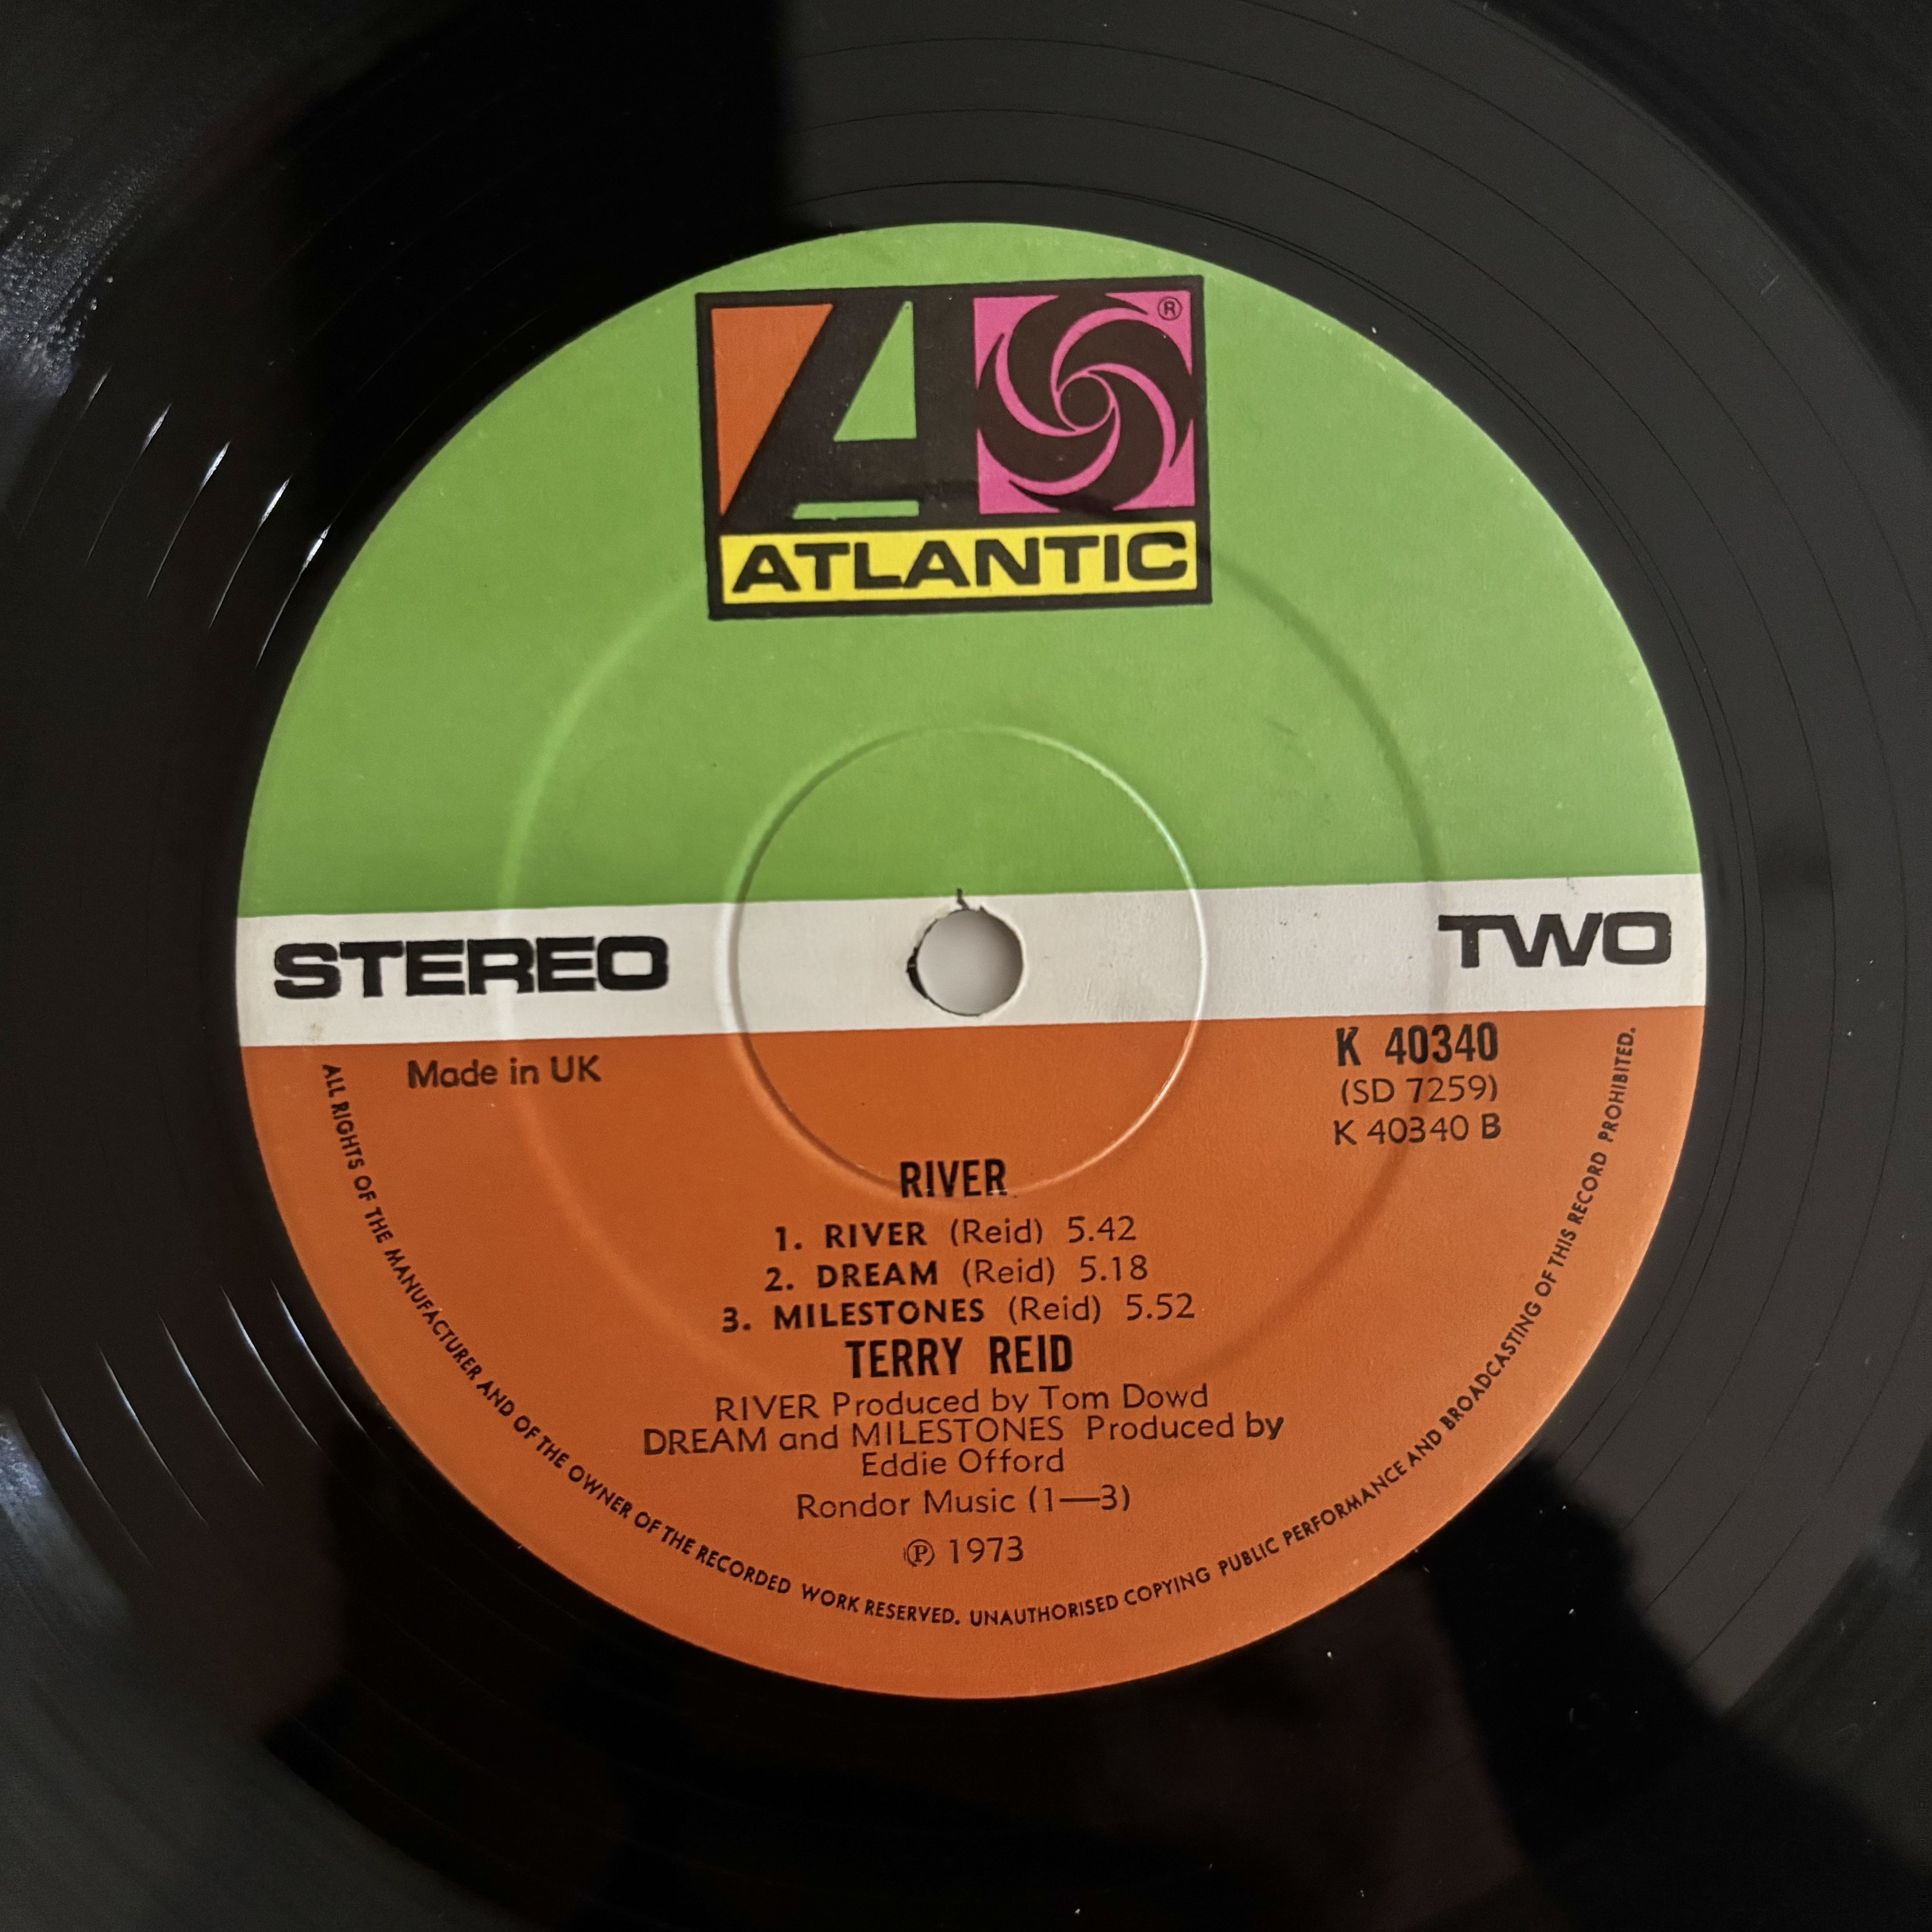 ®
ATLANTIC
STEREO
TWO
Made in UK
K 40340
(SD 7259)
K 40340 B
RIVER
1. RIVER (Reid) 5.42
2. DREAM (Reid) 5.18
3. MILESTONES (Reid) 5.52
TERRY REID
RIVER Produced by Tom Dowd
DREAM and MILESTONES Produced by
Eddie Offord
Rondor Music (1—3)
℗ 1973
ALL RIGHTS OF THE MANUFACTURER AND OF THE OWNER OF THE RECORDED WORK RESERVED. UNAUTHORISED COPYING PUBLIC PERFORMANCE AND BROADCASTING OF THIS RECORD PROHIBITED.